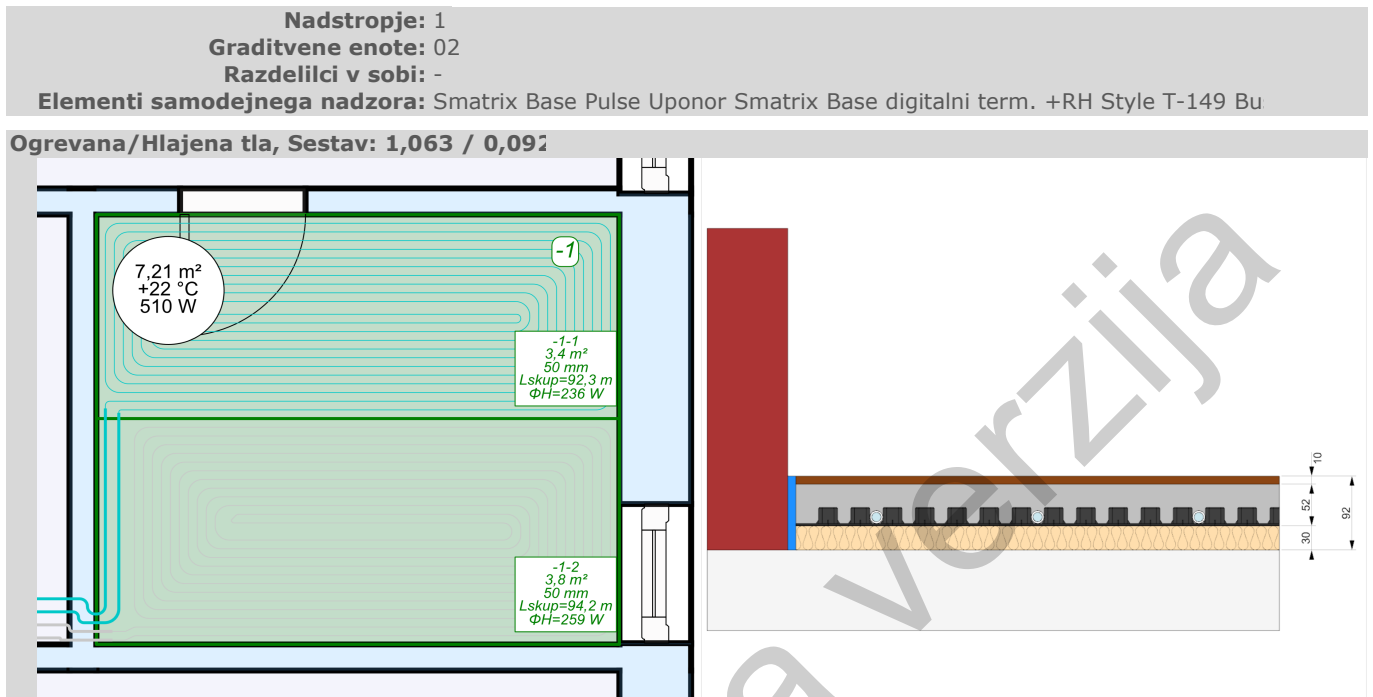 Nadstropje: 1
Graditvene enote: 02
Razdelilci v sobi: -
Elementi samodejnega nadzora: Smatrix Base Pulse Uponor Smatrix Base digitalni term. +RH Style T-149 Bu
Ogrevana/Hlajena tla, Sestav: 1,063 / 0,092
-1
7,21 m²
+22 °C
510 W
-1-1
3,4 m²
50 mm
Lskup=92,3 m
ΦH=236 W
-1-2
3,8 m²
50 mm
Lskup=94,2 m
ΦH=259 W
10
52
92
30
a verzija